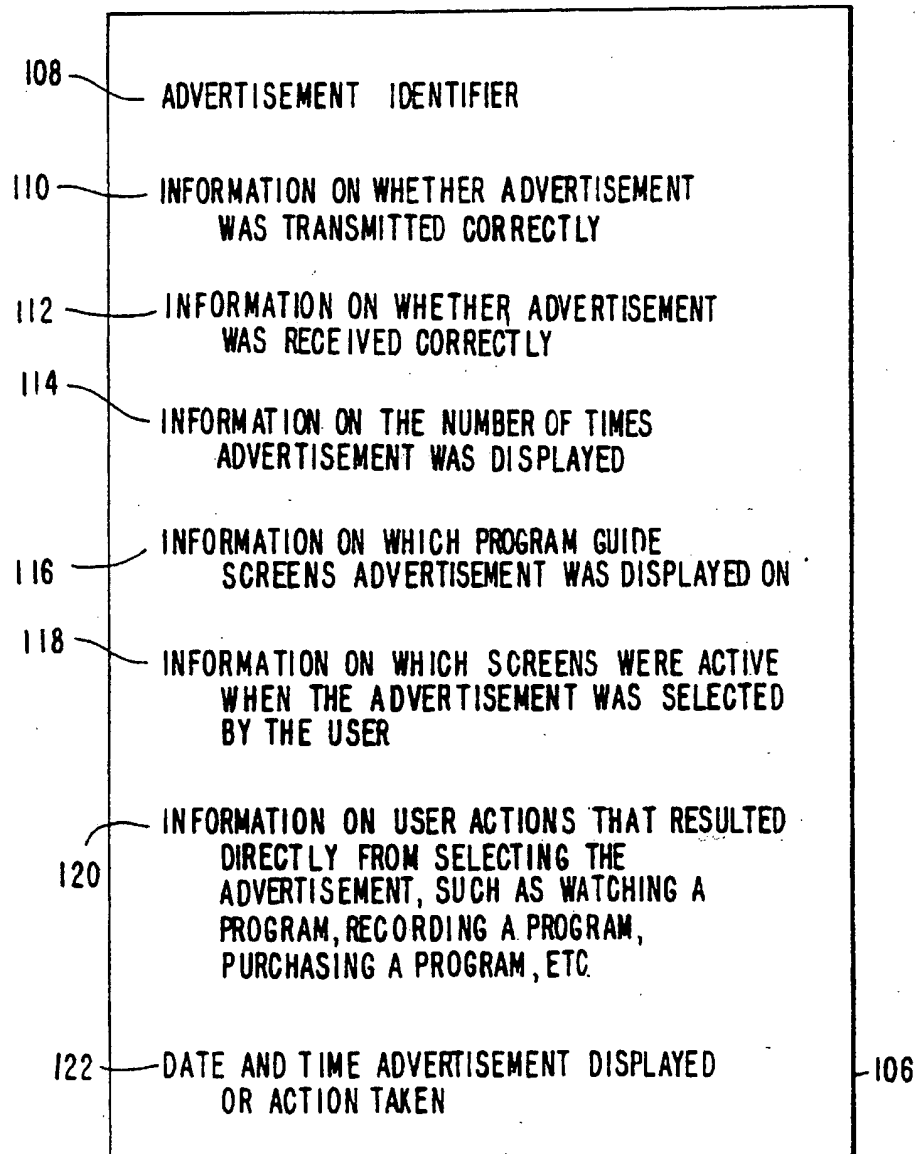 108 ADVERTISEMENT IDENTIFIER
110 INFORMATION ON WHETHER ADVERTISEMENT
WAS TRANSMITTED CORRECTLY
112 INFORMATION ON WHETHER ADVERTISEMENT
WAS RECEIVED CORRECTLY
114 INFORMATION ON THE NUMBER OF TIMES
ADVERTISEMENT WAS DISPLAYED
116 INFORMATION ON WHICH PROGRAM GUIDE
SCREENS ADVERTISEMENT WAS DISPLAYED ON
118 INFORMATION ON WHICH SCREENS WERE ACTIVE
WHEN THE ADVERTISEMENT WAS SELECTED
BY THE USER
120 INFORMATION ON USER ACTIONS THAT RESULTED
DIRECTLY FROM SELECTING THE
ADVERTISEMENT, SUCH AS WATCHING A
PROGRAM, RECORDING A PROGRAM,
PURCHASING A PROGRAM, ETC.
122 DATE AND TIME ADVERTISEMENT DISPLAYED 106
OR ACTION TAKEN